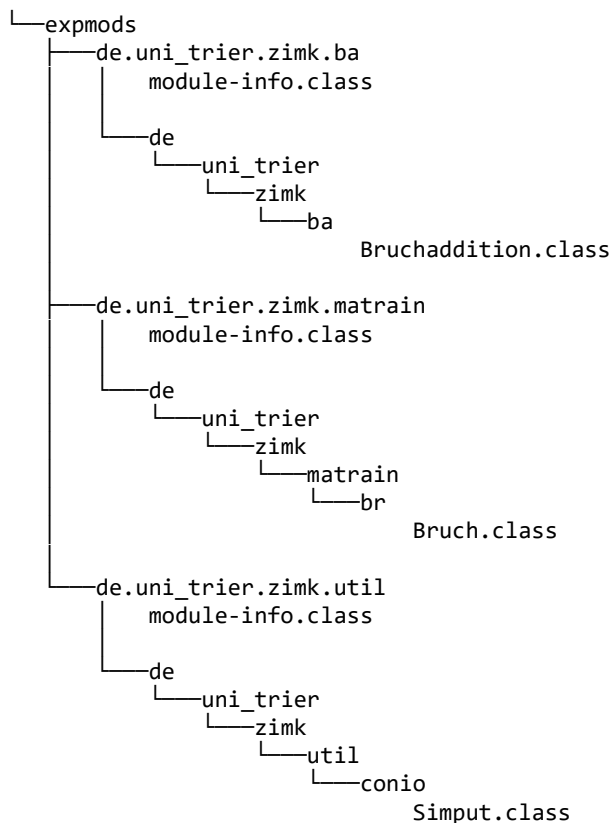 expmods
de.uni_trier.zimk.ba
module-info.class
de
uni_trier
zimk
ba
Bruchaddition.class
de.uni_trier.zimk.matrain
module-info.class
de
uni_trier
zimk
matrain
br
Bruch.class
de.uni_trier.zimk.util
module-info.class
de
uni_trier
zimk
util
conio
Simput.class